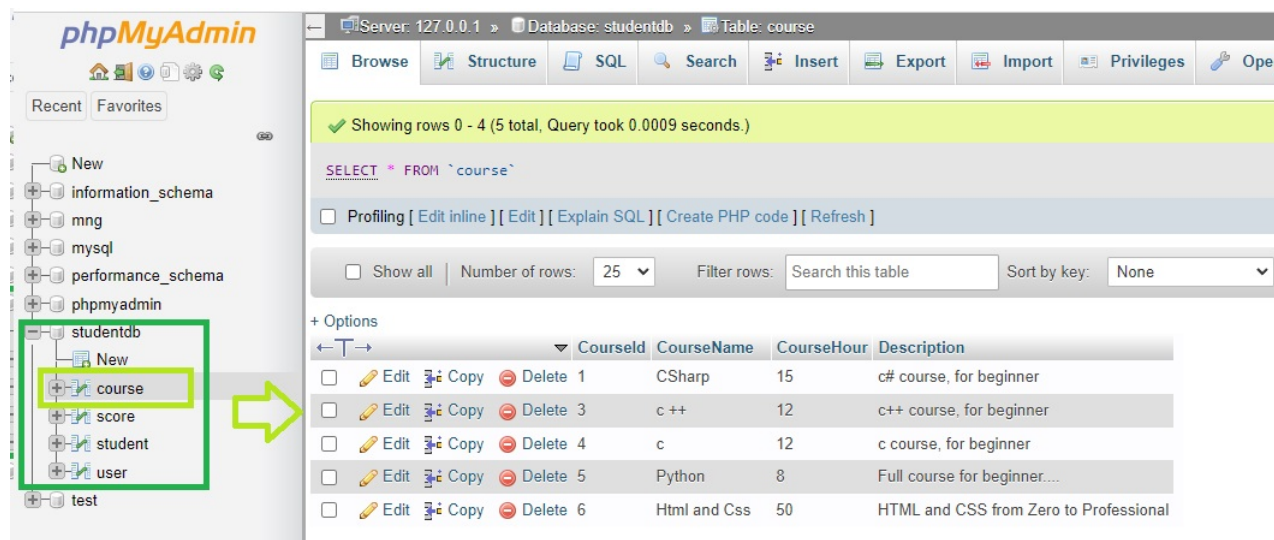 phpMyAdmin
Recent Favorites
New
information_schema
mng
mysql
performance_schema
phpmyadmin
studentdb
New
course
score
student
user
test
Server: 127.0.0.1 » Database: studentdb » Table: course
Browse Structure SQL Search Insert Export Import Privileges Ope
Showing rows 0 - 4 (5 total, Query took 0.0009 seconds.)
SELECT * FROM `course`
Profiling [ Edit inline ] [ Edit ] [ Explain SQL ] [ Create PHP code ] [ Refresh ]
Show all | Number of rows: 25 Filter rows: Search this table Sort by key: None
+ Options
←T→ CourseId CourseName CourseHour Description
Edit Copy Delete 1 CSharp 15 c# course, for beginner
Edit Copy Delete 3 c ++ 12 c++ course, for beginner
Edit Copy Delete 4 c 12 c course, for beginner
Edit Copy Delete 5 Python 8 Full course for beginner....
Edit Copy Delete 6 Html and Css 50 HTML and CSS from Zero to Professional